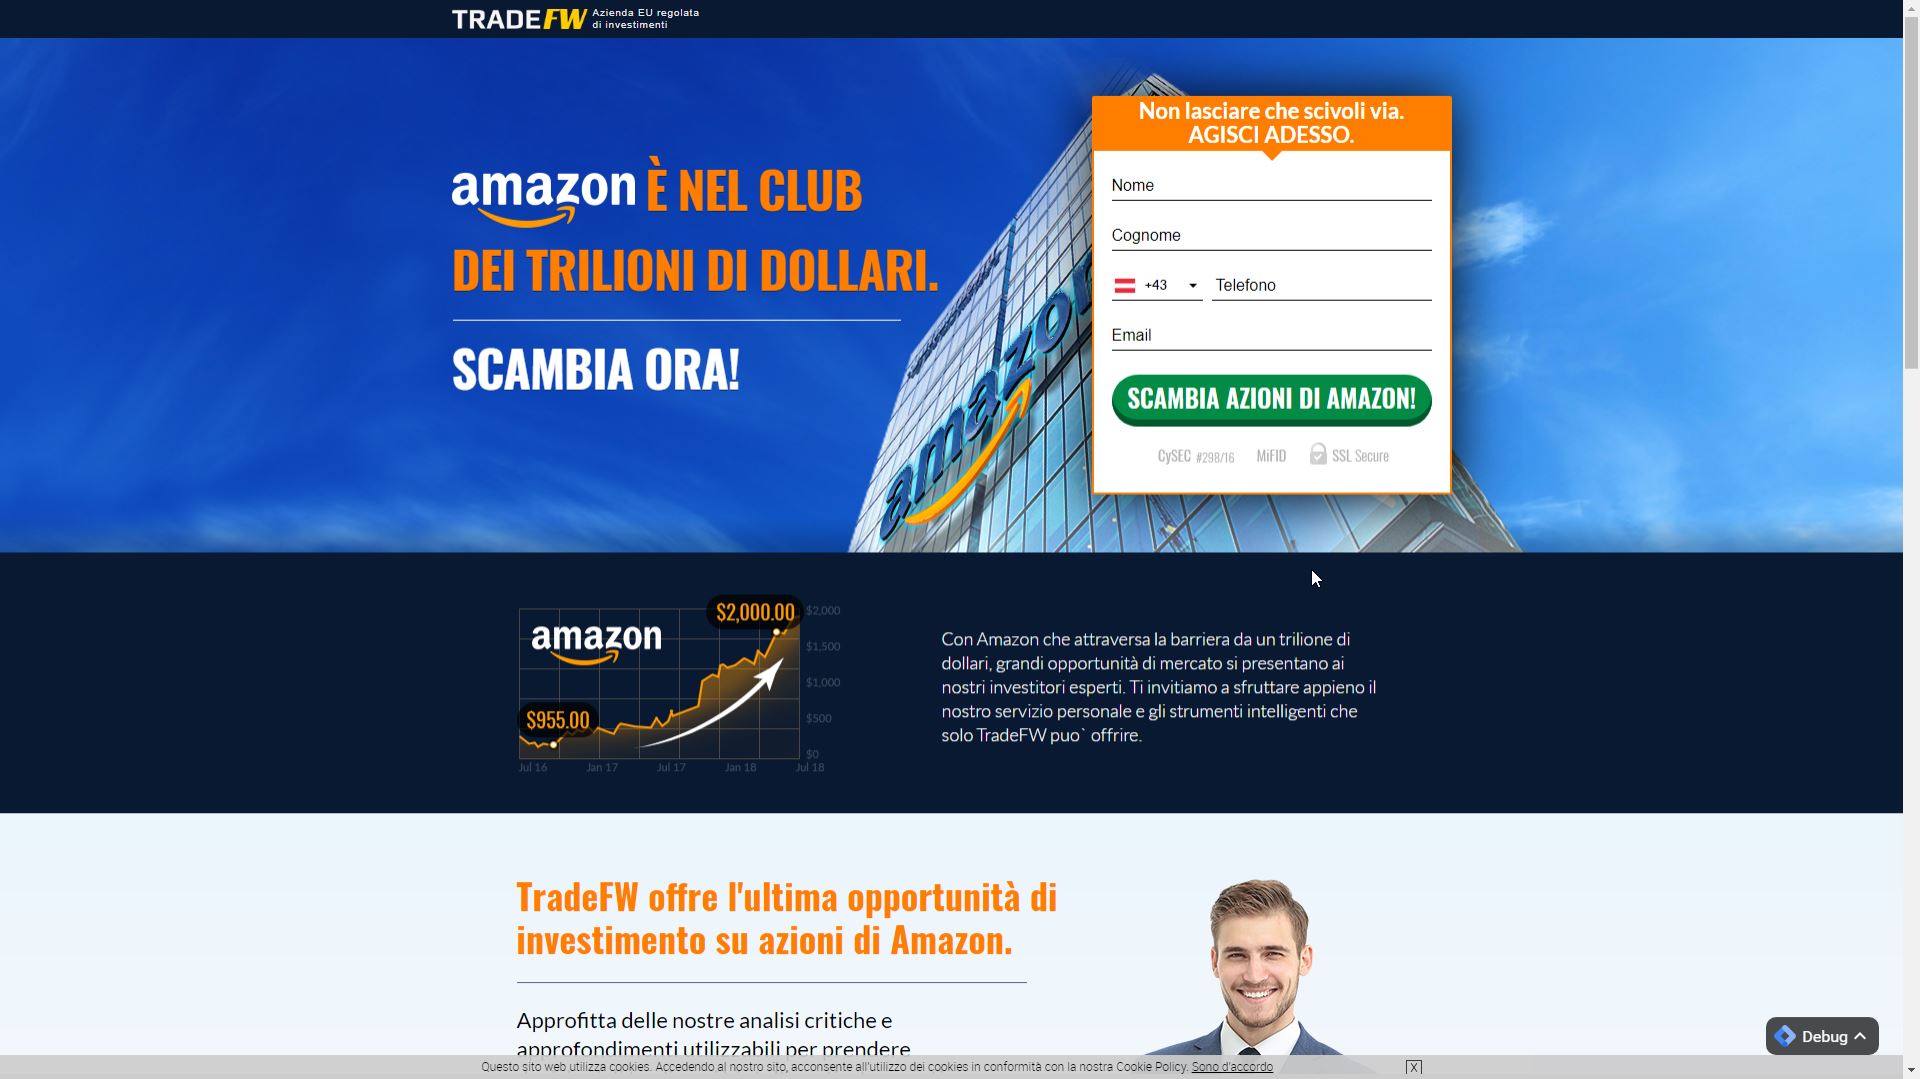 TRADEFW Azienda EU regolata
di investimenti
Non lasciare che scivoli via.
AGISCI ADESSO.
amazon È NEL CLUB
DEI TRILIONI DI DOLLARI.
SCAMBIA ORA!
Nome
Cognome
+43 Telefono
Email
SCAMBIA AZIONI DI AMAZON!
CySEC #298/16 MiFID SSL Secure
amazon
amazon
$2,000.00
$955.00
$2,000
$1,500
$1,000
$500
$0
Jul 16 Jan 17 Jul 17 Jan 18 Jul 18
Con Amazon che attraversa la barriera da un trilione di
dollari, grandi opportunità di mercato si presentano ai
nostri investitori esperti. Ti invitiamo a sfruttare appieno il
nostro servizio personale e gli strumenti intelligenti che
solo TradeFW puo` offrire.
TradeFW offre l'ultima opportunità di
investimento su azioni di Amazon.
Approfitta delle nostre analisi critiche e
approfondimenti utilizzabili per prendere
Debug
Questo sito web utilizza cookies. Accedendo al nostro sito, acconsente all'utilizzo dei cookies in conformità con la nostra Cookie Policy. Sono d'accordo X